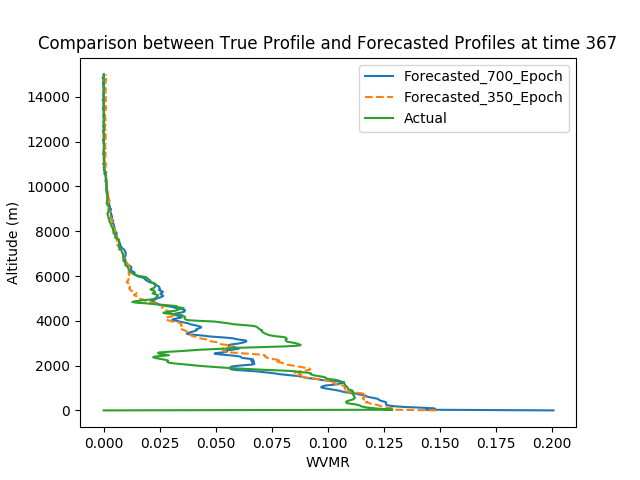 Comparison between True Profile and Forecasted Profiles at time 367
Forecasted_700_Epoch
Forecasted_350_Epoch
Actual
Altitude (m)
14000
12000
10000
8000
6000
4000
2000
0
0.000 0.025 0.050 0.075 0.100 0.125 0.150 0.175 0.200
WVMR